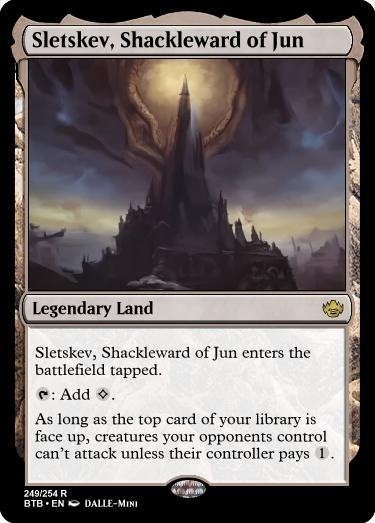 Sletskev, Shackleward of Jun
Legendary Land
Sletskev, Shackleward of Jun enters the
battlefield tapped.
: Add .
As long as the top card of your library is
face up, creatures your opponents control
can't attack unless their controller pays 1.
249/254 R
BTB • EN DALLE-Mini